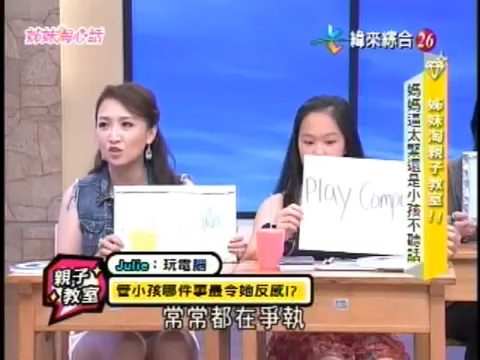 姊妹淘心話
緯來綜合 26
姊妹淘親子教室!!
媽媽逼太緊還是小孩不聽話
Play Compu
Julie：玩電腦
親子教室
管小孩哪件事最令她反感!?
常常都在爭執